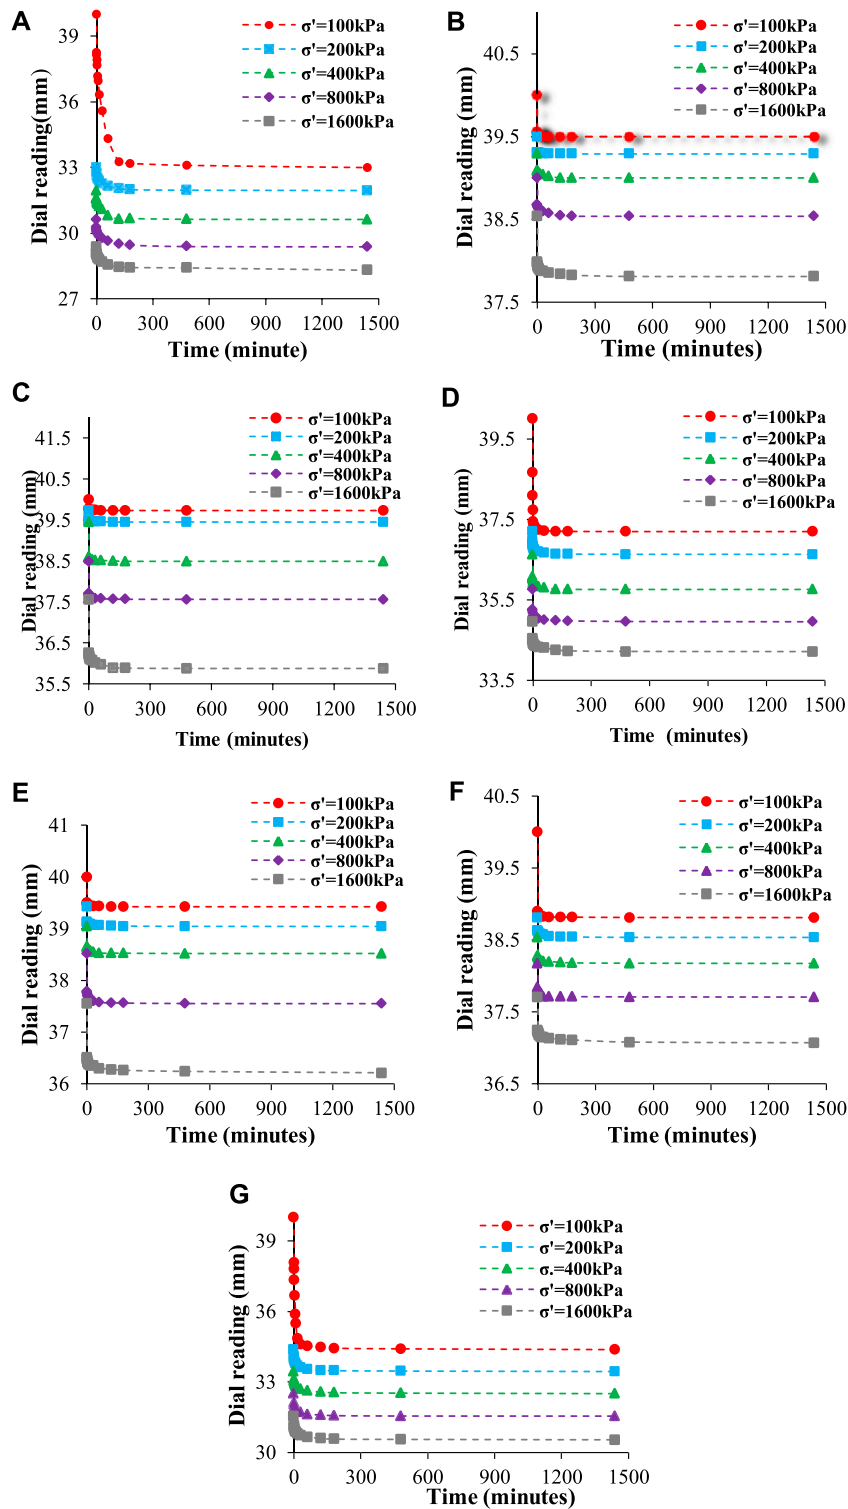 A
σ'=100kPa
σ'=200kPa
σ'=400kPa
σ'=800kPa
σ'=1600kPa
Dial reading(mm)
39
36
33
30
27
0 300 600 900 1200 1500
Time (minute)
B
σ'=100kPa
σ'=200kPa
σ'=400kPa
σ'=800kPa
σ'=1600kPa
Dial reading (mm)
40.5
39.5
38.5
37.5
0 300 600 900 1200 1500
Time (minutes)
C
σ'=100kPa
σ'=200kPa
σ'=400kPa
σ'=800kPa
σ'=1600kPa
Dial reading (mm)
41.5
40.5
39.5
38.5
37.5
36.5
35.5
0 300 600 900 1200 1500
Time (minutes)
D
σ'=100kPa
σ'=200kPa
σ'=400kPa
σ'=800kPa
σ'=1600kPa
Dial reading (mm)
39.5
37.5
35.5
33.5
0 300 600 900 1200 1500
Time (minutes)
E
σ'=100kPa
σ'=200kPa
σ'=400kPa
σ'=800kPa
σ'=1600kPa
Dial reading (mm)
41
40
39
38
37
36
0 300 600 900 1200 1500
Time (minutes)
F
σ'=100kPa
σ'=200kPa
σ'=400kPa
σ'=800kPa
σ'=1600kPa
Dial reading (mm)
40.5
39.5
38.5
37.5
36.5
0 300 600 900 1200 1500
Time (minutes)
G
σ'=100kPa
σ'=200kPa
σ.=400kPa
σ'=800kPa
σ'=1600kPa
Dial reading (mm)
39
36
33
30
0 300 600 900 1200 1500
Time (minutes)